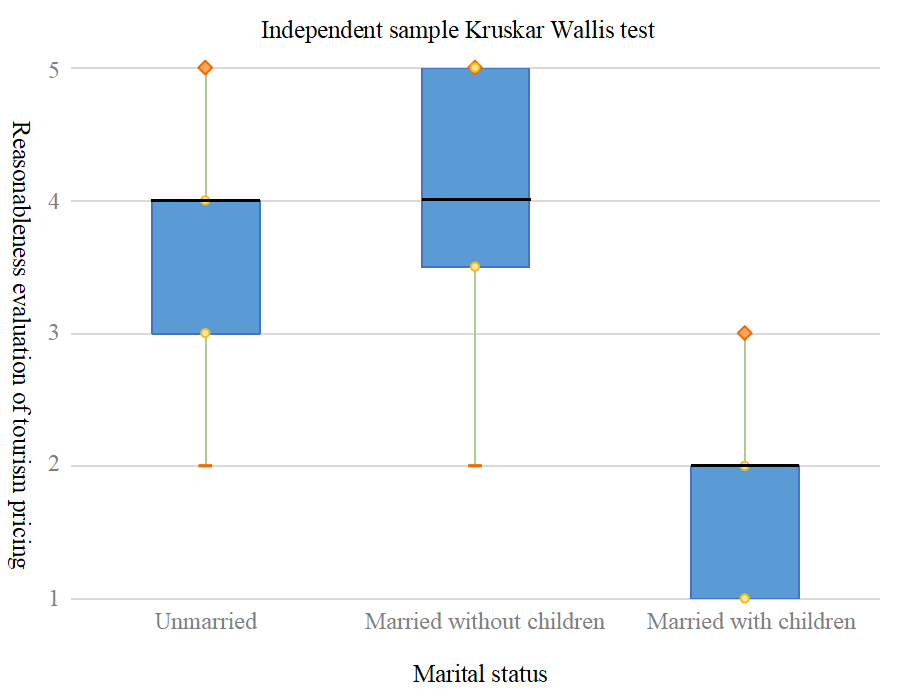 Independent sample Kruskar Wallis test
Reasonableness evaluation of tourism pricing
5
4
3
2
1
Unmarried
Married without children
Married with children
Marital status